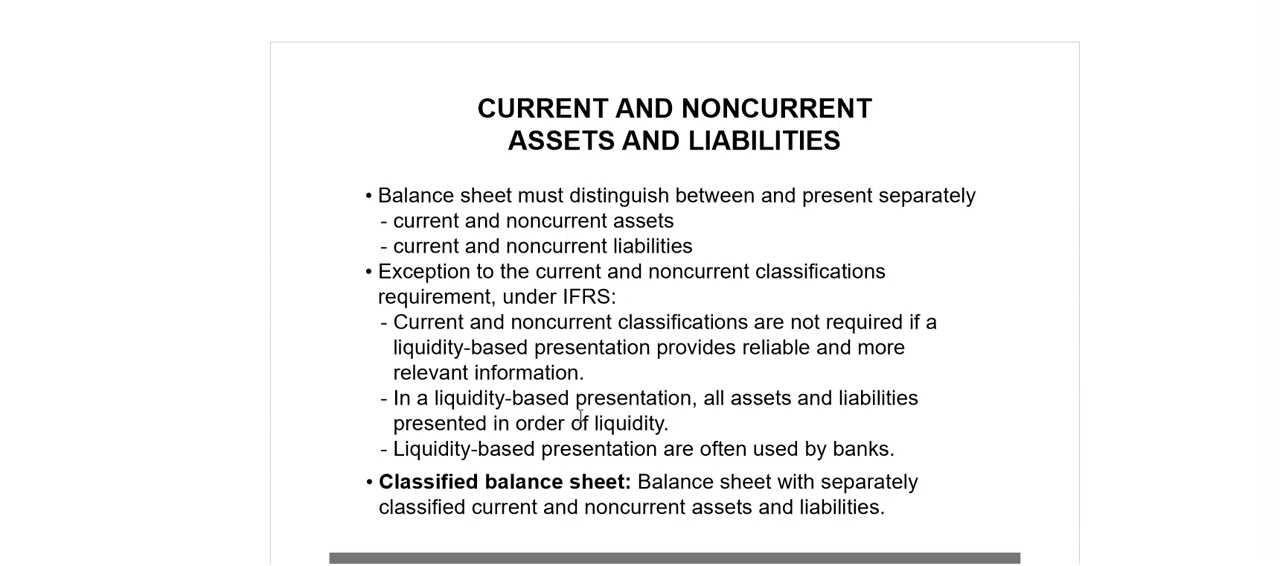 CURRENT AND NONCURRENT
ASSETS AND LIABILITIES
• Balance sheet must distinguish between and present separately
- current and noncurrent assets
- current and noncurrent liabilities
• Exception to the current and noncurrent classifications
requirement, under IFRS:
- Current and noncurrent classifications are not required if a
liquidity-based presentation provides reliable and more
relevant information.
- In a liquidity-based presentation, all assets and liabilities
presented in order of liquidity.
- Liquidity-based presentation are often used by banks.
• Classified balance sheet: Balance sheet with separately
classified current and noncurrent assets and liabilities.